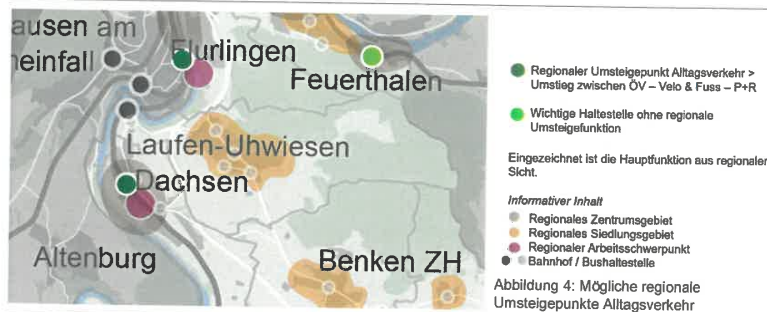 ausen am
heinfall
Flurlingen
Feuerthalen
Laufen-Uhwiesen
Dachsen
Altenburg
Benken ZH
Regionaler Umsteigepunkt Alltagsverkehr >
Umstieg zwischen ÖV – Velo & Fuss – P+R
Wichtige Haltestelle ohne regionale
Umsteigefunktion
Eingezeichnet ist die Hauptfunktion aus regionaler
Sicht.
Informativer Inhalt
Regionales Zentrumsgebiet
Regionales Siedlungsgebiet
Regionaler Arbeitsschwerpunkt
Bahnhof / Bushaltestelle
Abbildung 4: Mögliche regionale
Umsteigepunkte Alltagsverkehr